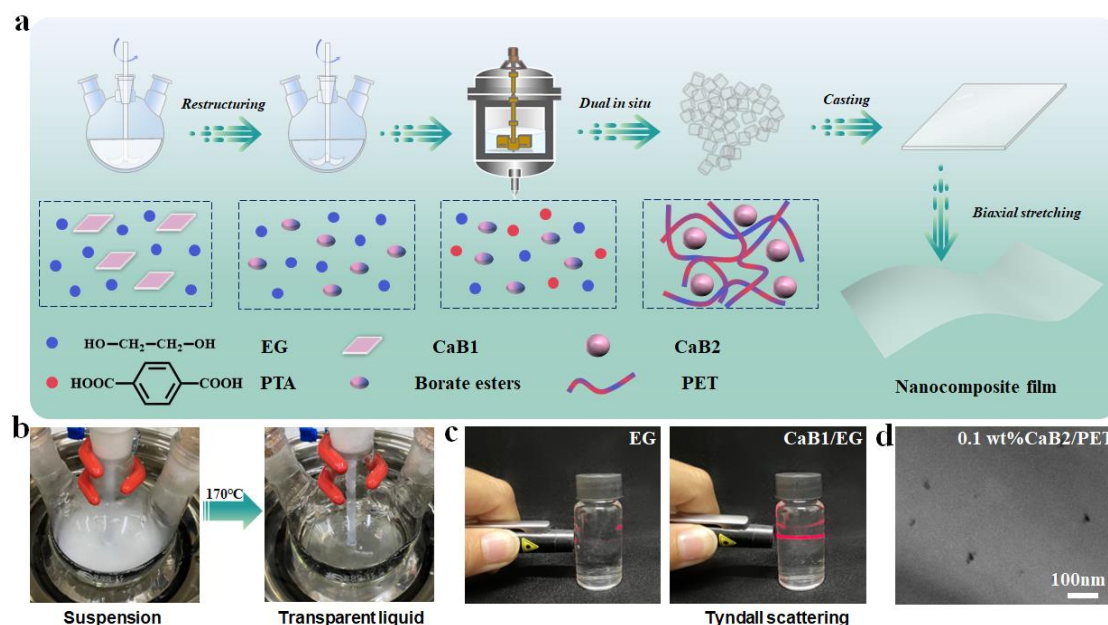 a
Restructuring
Dual in situ
Casting
Biaxial stretching
HO—CH₂—CH₂—OH
EG
CaB1
CaB2
HOOC
COOH
PTA
Borate esters
PET
Nanocomposite film
b
170°C
Suspension
Transparent liquid
c
EG
CaB1/EG
Tyndall scattering
d
0.1 wt%CaB2/PET
100nm